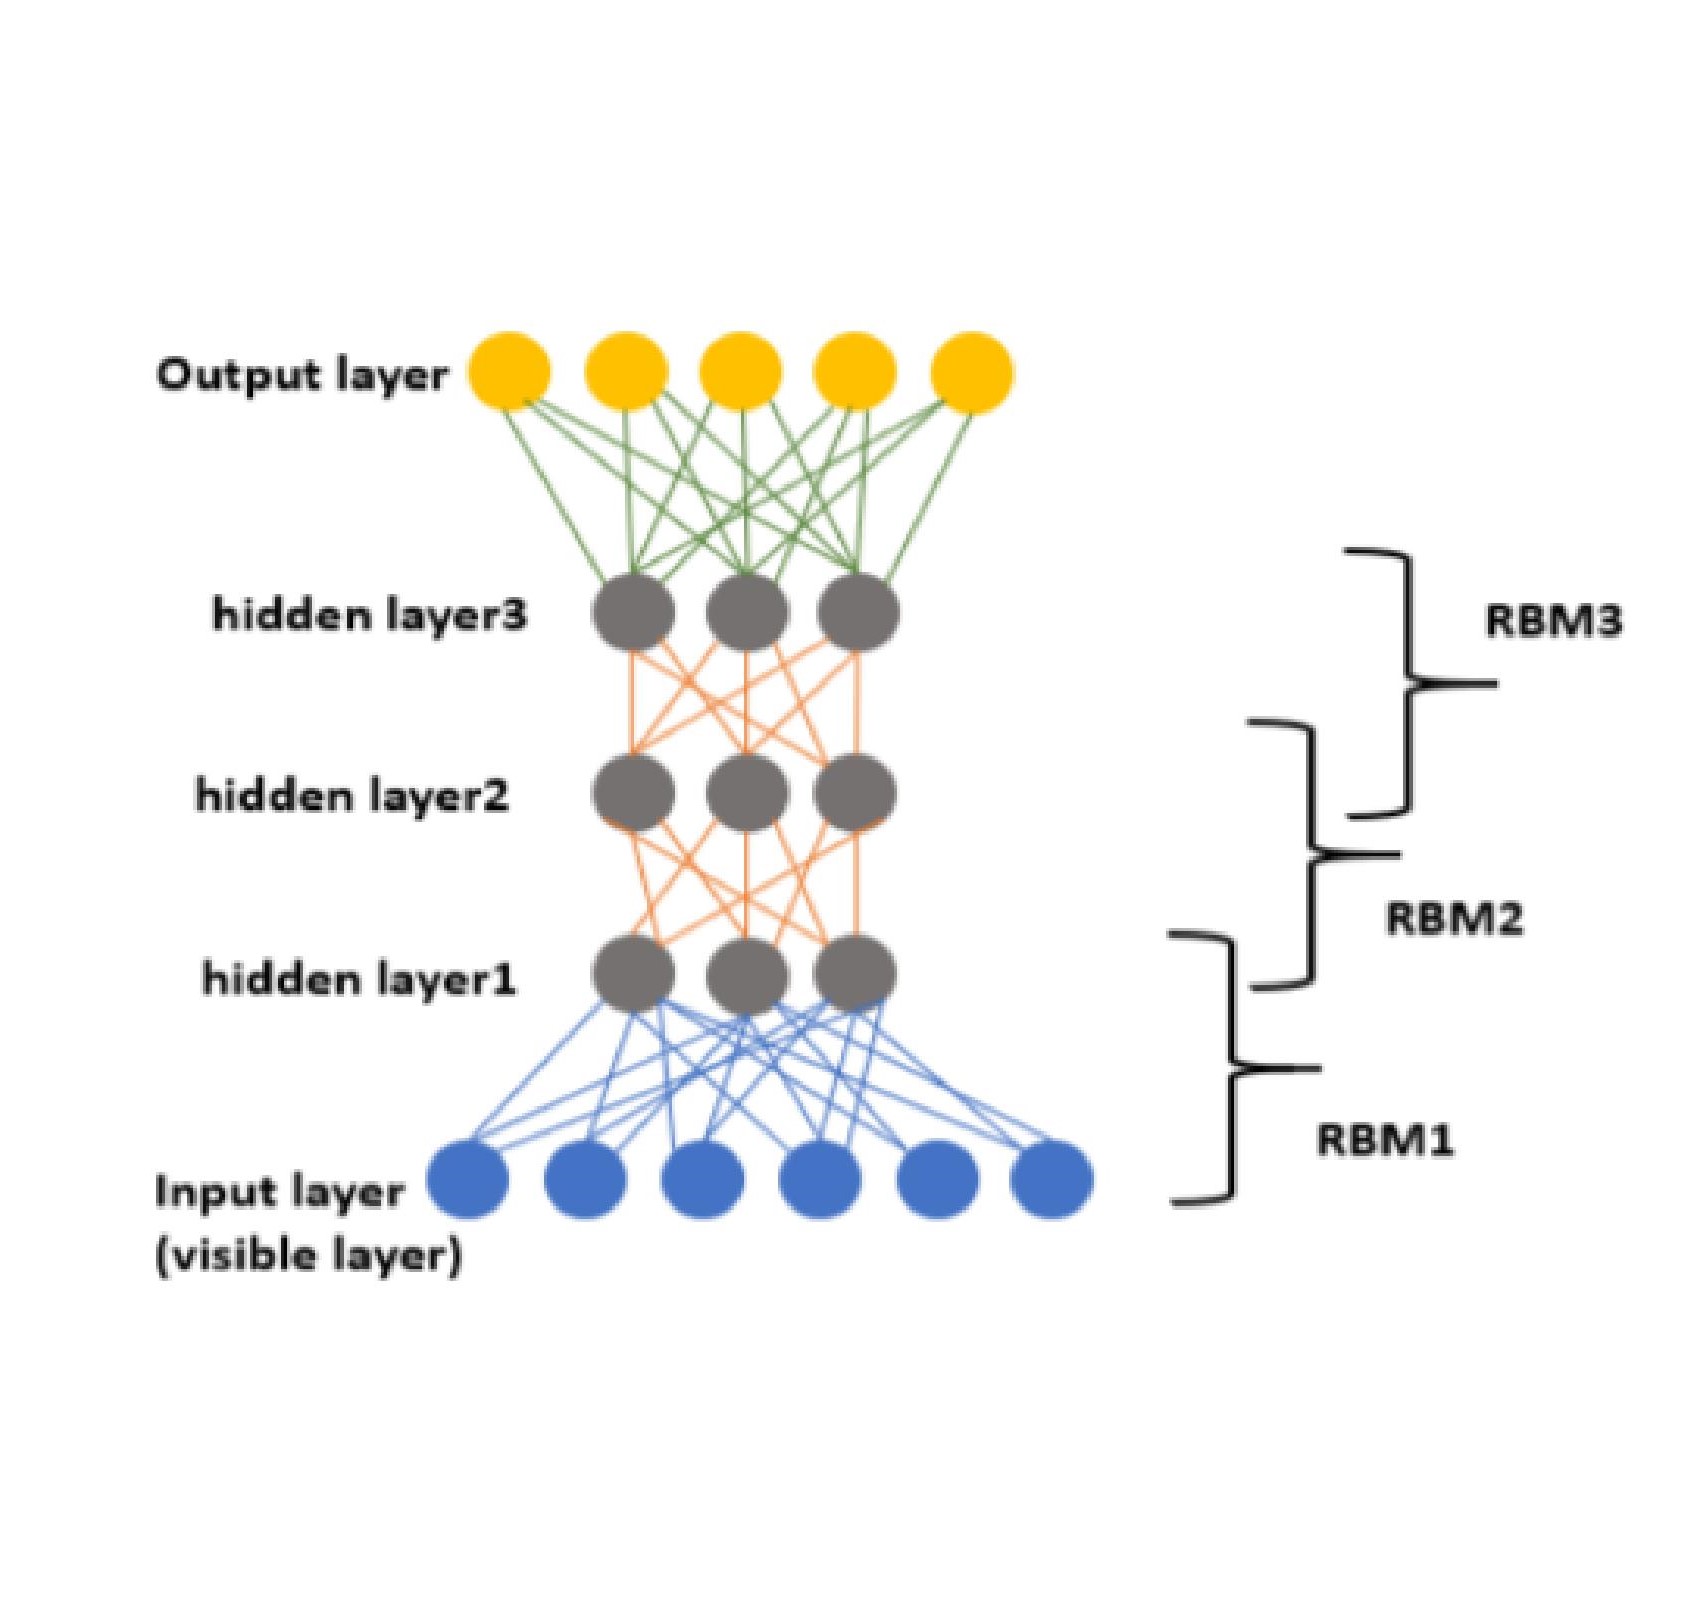 Output layer
hidden layer3
RBM3
hidden layer2
RBM2
hidden layer1
RBM1
Input layer
(visible layer)